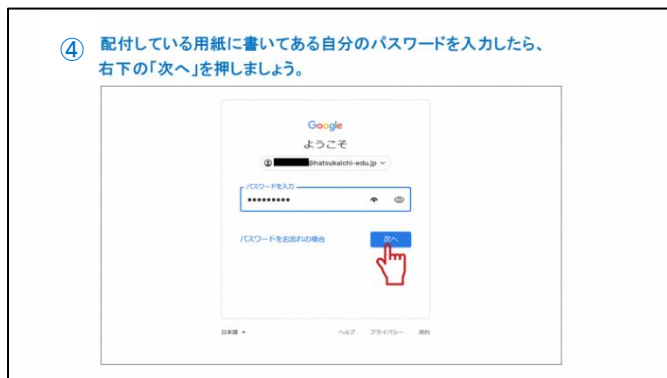 ④ 配付している用紙に書いてある自分のパスワードを入力したら、
右下の「次へ」を押しましょう。
Google
ようこそ
@hatsukaichi-edu.jp
パスワードを入力
•••••••••
パスワードをお忘れの場合 次へ
日本語 ヘルプ プライバシー 規約